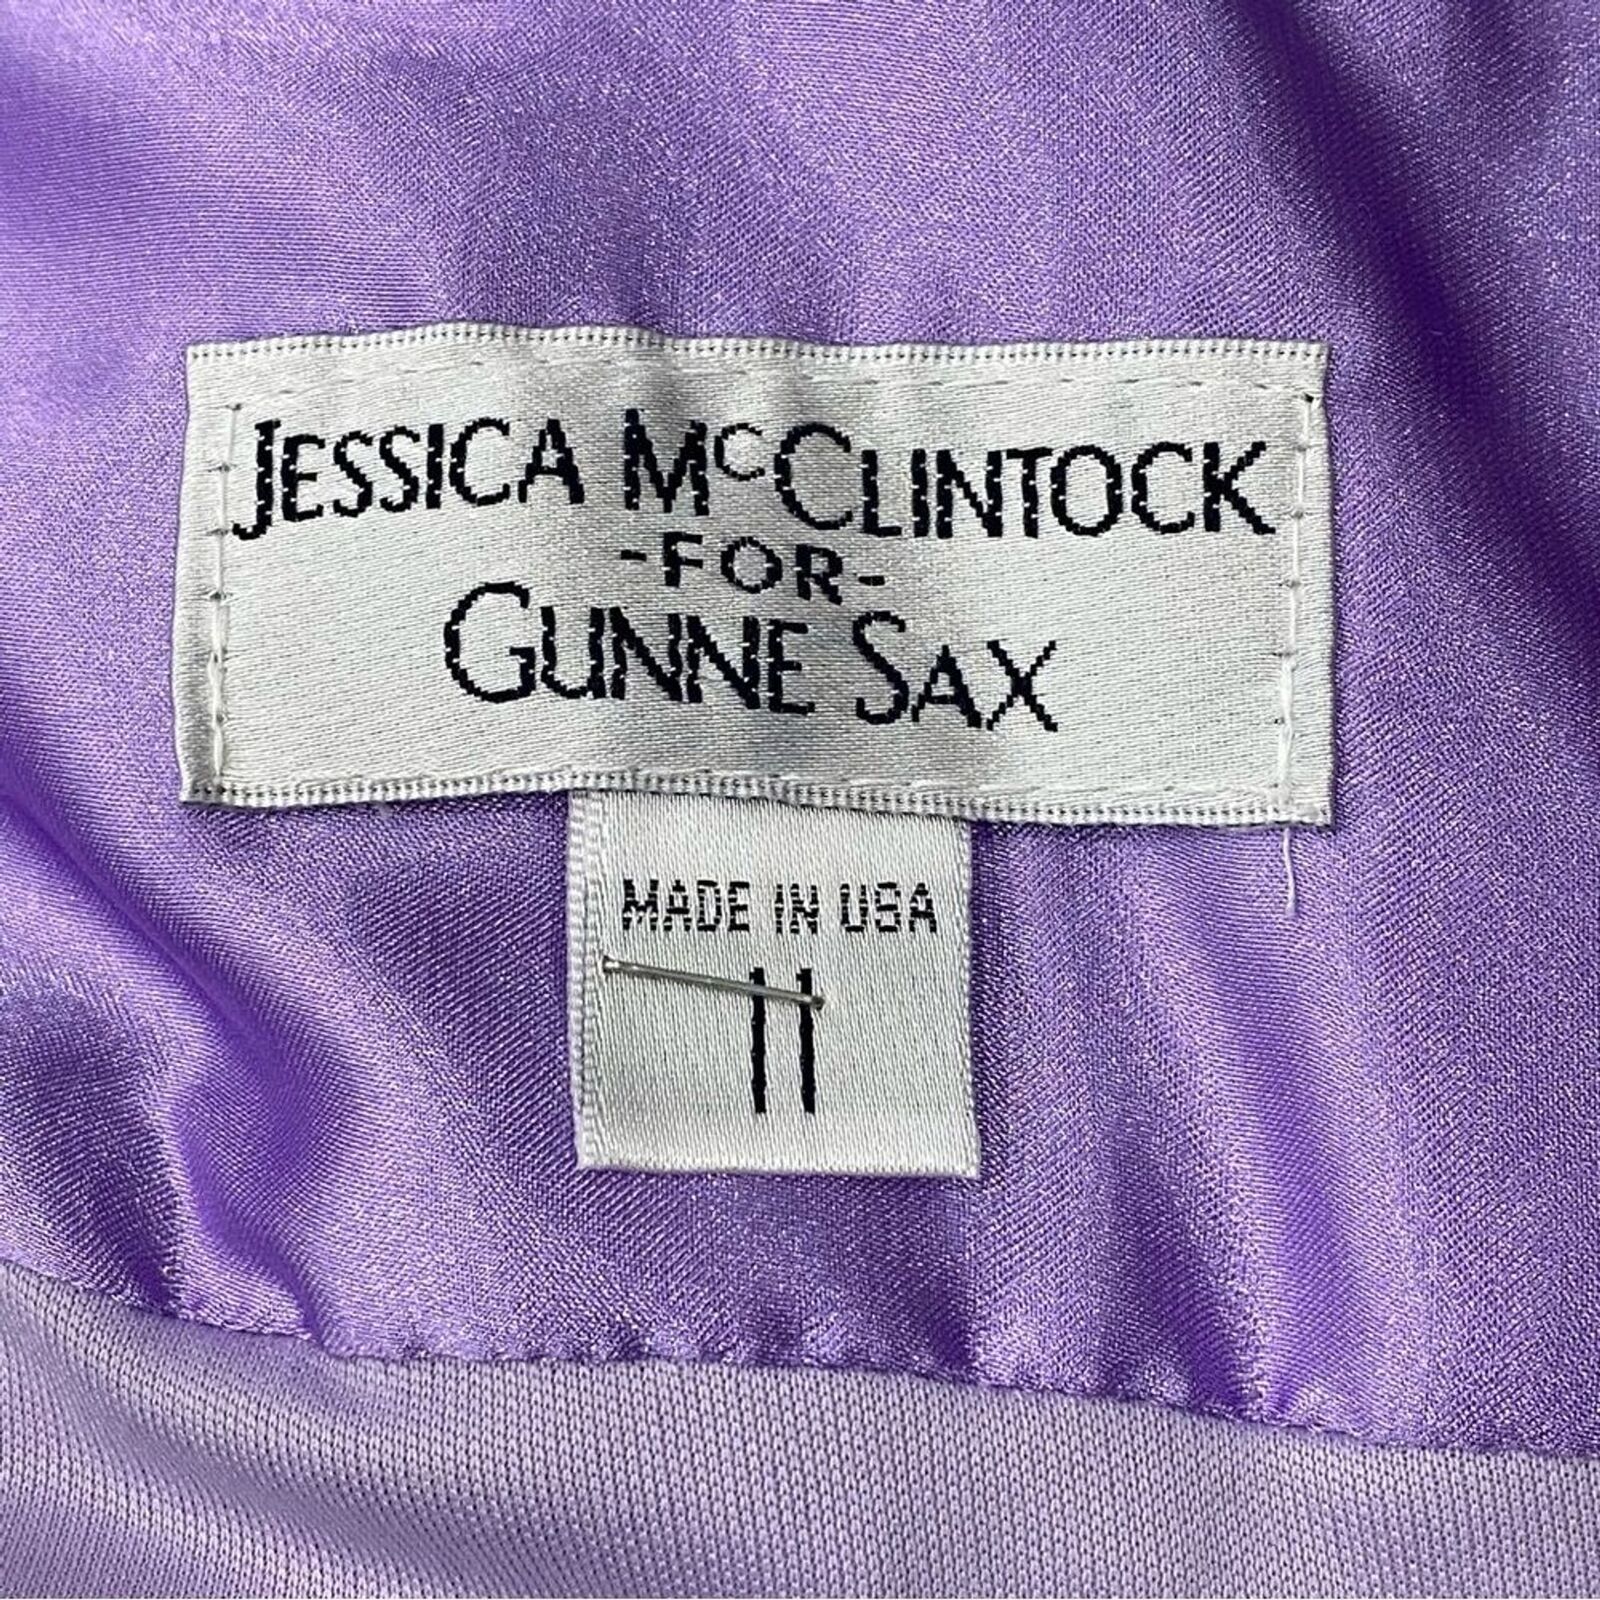 JESSICA McCLINTOCK
-FOR-
GUNNE SAX
MADE IN USA
11